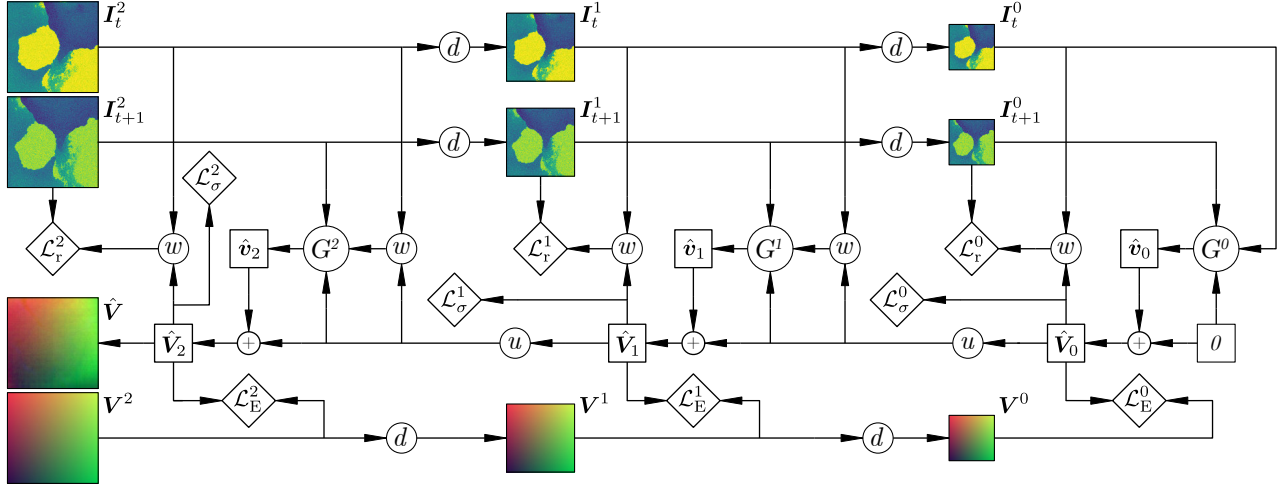 I_t^2 I_t^1 I_t^0
d d
I_{t+1}^2 I_{t+1}^1 I_{t+1}^0
d d
ℒ_σ^2
ℒ_r^2 w v̂_2 G^2 w ℒ_r^1 w v̂_1 G^1 w ℒ_r^0 w v̂_0 G^0
ℒ_σ^1 ℒ_σ^0
V̂ V̂_2 + u V̂_1 + u V̂_0 + 0
V^2 ℒ_E^2 V^1 ℒ_E^1 V^0 ℒ_E^0
d d